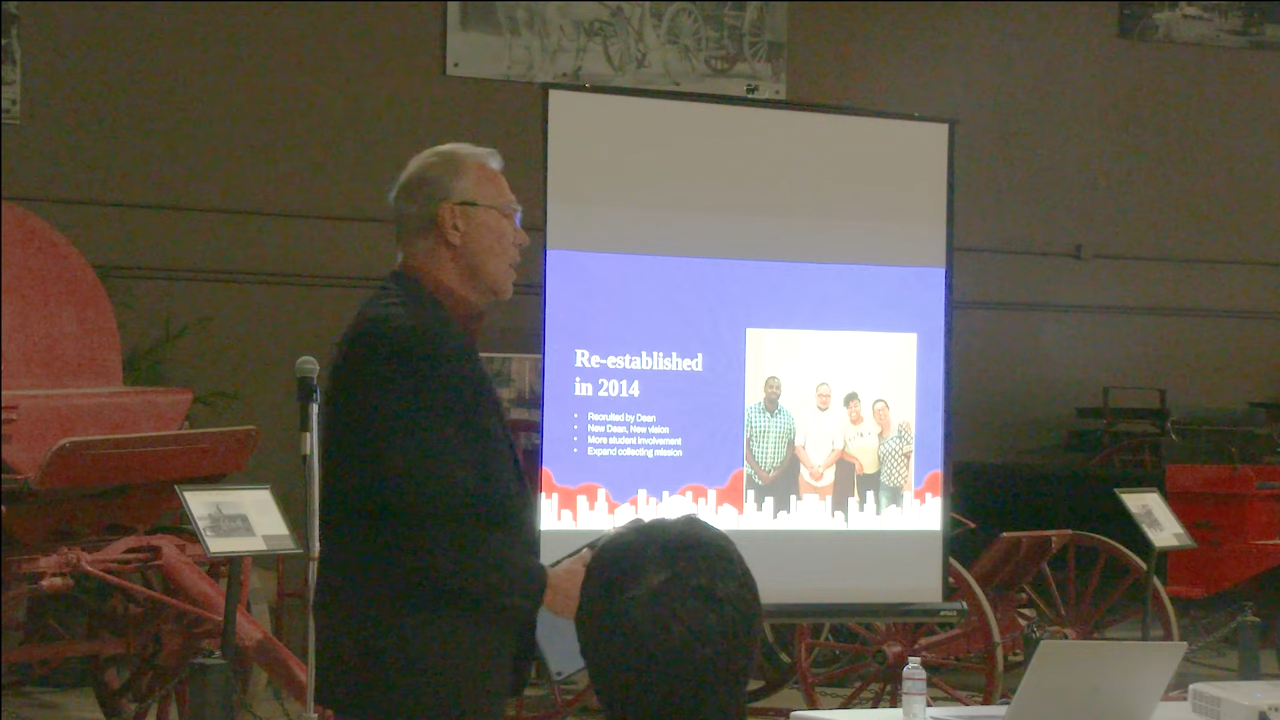 Re-established
in 2014
• Recruited by Dean
• New Dean, New vision
• More student involvement
• Expand collecting mission